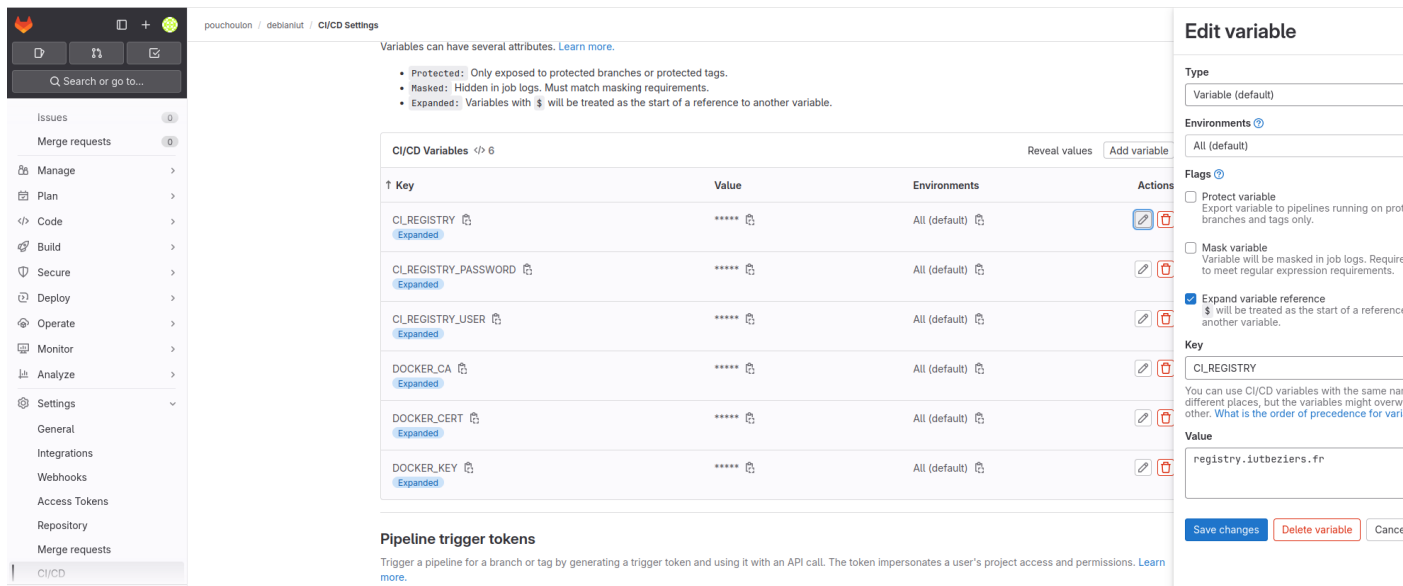 pouchoulon / debianiut / CI/CD Settings
Search or go to...
Issues 0
Merge requests 0
Manage
Plan
Code
Build
Secure
Deploy
Operate
Monitor
Analyze
Settings
General
Integrations
Webhooks
Access Tokens
Repository
Merge requests
CI/CD
Variables can have several attributes. Learn more.
Protected: Only exposed to protected branches or protected tags.
Masked: Hidden in job logs. Must match masking requirements.
Expanded: Variables with $ will be treated as the start of a reference to another variable.
CI/CD Variables </> 6
Reveal values Add variable
↑ Key Value Environments Actions
CI_REGISTRY ***** All (default)
Expanded
CI_REGISTRY_PASSWORD ***** All (default)
Expanded
CI_REGISTRY_USER ***** All (default)
Expanded
DOCKER_CA ***** All (default)
Expanded
DOCKER_CERT ***** All (default)
Expanded
DOCKER_KEY ***** All (default)
Expanded
Pipeline trigger tokens
Trigger a pipeline for a branch or tag by generating a trigger token and using it with an API call. The token impersonates a user's project access and permissions. Learn
more.
Edit variable
Type
Variable (default)
Environments
All (default)
Flags
Protect variable
Export variable to pipelines running on prot
branches and tags only.
Mask variable
Variable will be masked in job logs. Require
to meet regular expression requirements.
Expand variable reference
$ will be treated as the start of a reference
another variable.
Key
CI_REGISTRY
You can use CI/CD variables with the same na
different places, but the variables might overw
other. What is the order of precedence for vari
Value
registry.iutbeziers.fr
Save changes Delete variable Cance